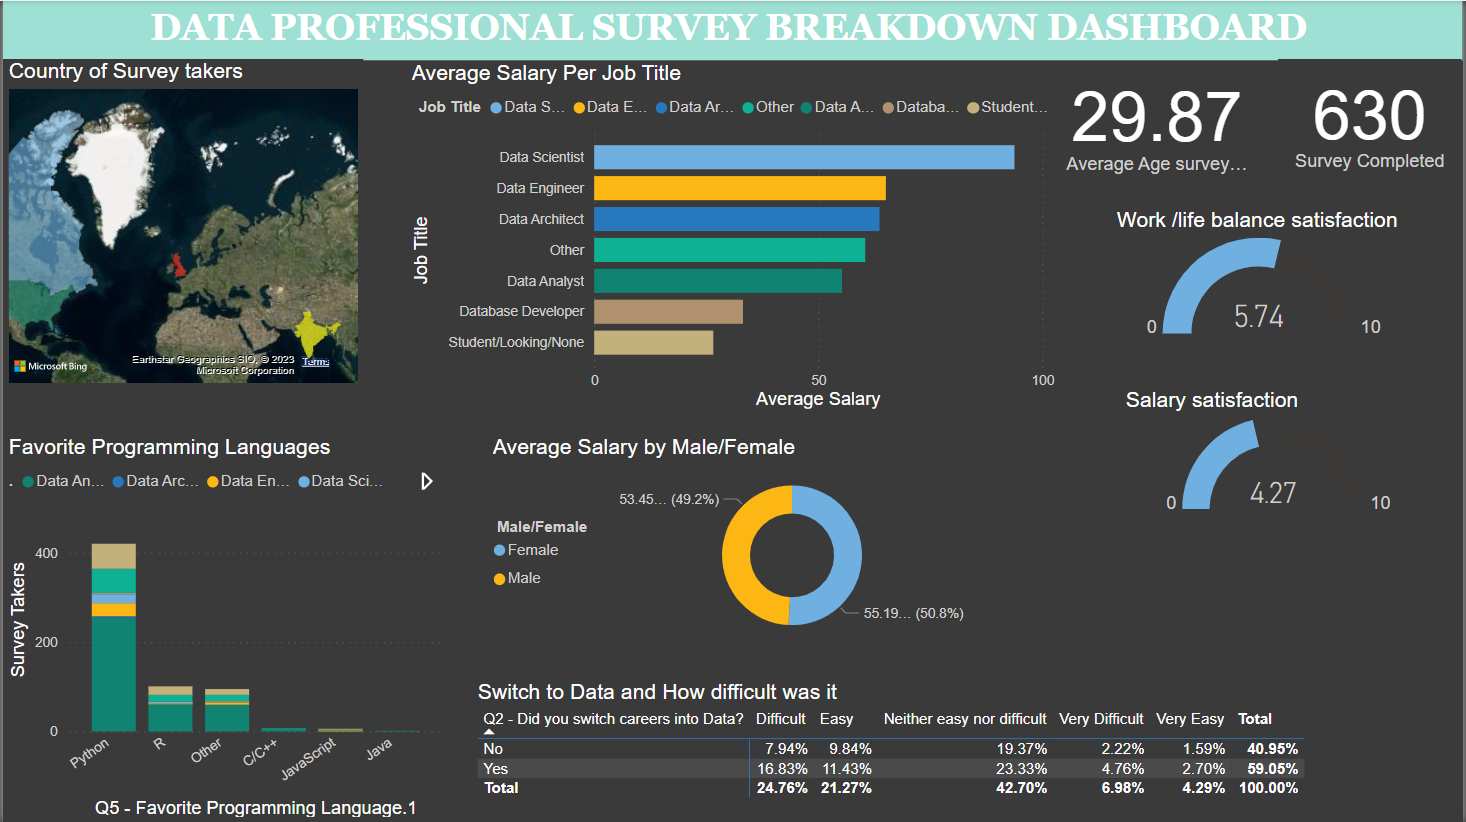 DATA PROFESSIONAL SURVEY BREAKDOWN DASHBOARD
Country of Survey takers
Microsoft Bing
Earthstar Geographics SIO, © 2023
Microsoft Corporation
Terms
Average Salary Per Job Title
Job Title Data S... Data E... Data Ar... Other Data A... Databa... Student...
Job Title
Data Scientist
Data Engineer
Data Architect
Other
Data Analyst
Database Developer
Student/Looking/None
0 50 100
Average Salary
29.87
Average Age survey...
630
Survey Completed
Work /life balance satisfaction
0 5.74 10
Salary satisfaction
0 4.27 10
Favorite Programming Languages
. Data An... Data Arc... Data En... Data Sci...
Survey Takers
400
200
0
Python R Other C/C++ JavaScript Java
Q5 - Favorite Programming Language.1
Average Salary by Male/Female
Male/Female
Female
Male
53.45... (49.2%)
55.19... (50.8%)
Switch to Data and How difficult was it
Q2 - Did you switch careers into Data? Difficult Easy Neither easy nor difficult Very Difficult Very Easy Total
No 7.94% 9.84% 19.37% 2.22% 1.59% 40.95%
Yes 16.83% 11.43% 23.33% 4.76% 2.70% 59.05%
Total 24.76% 21.27% 42.70% 6.98% 4.29% 100.00%